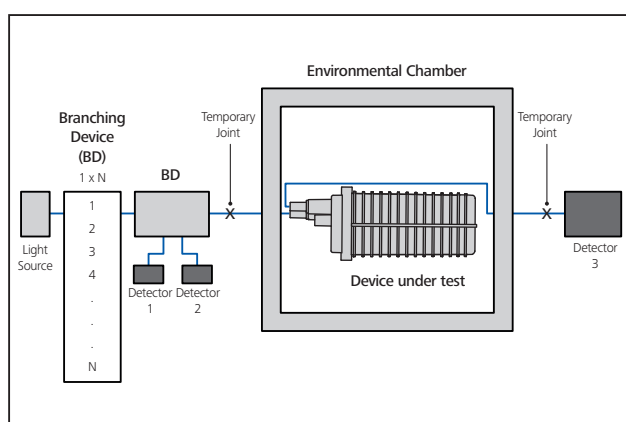 Environmental Chamber
Branching
Device
(BD)
1 x N
1
2
3
4
.
.
.
N
Light
Source
BD
Detector
1
Detector
2
Temporary
Joint
X
Device under test
Temporary
Joint
X
Detector
3